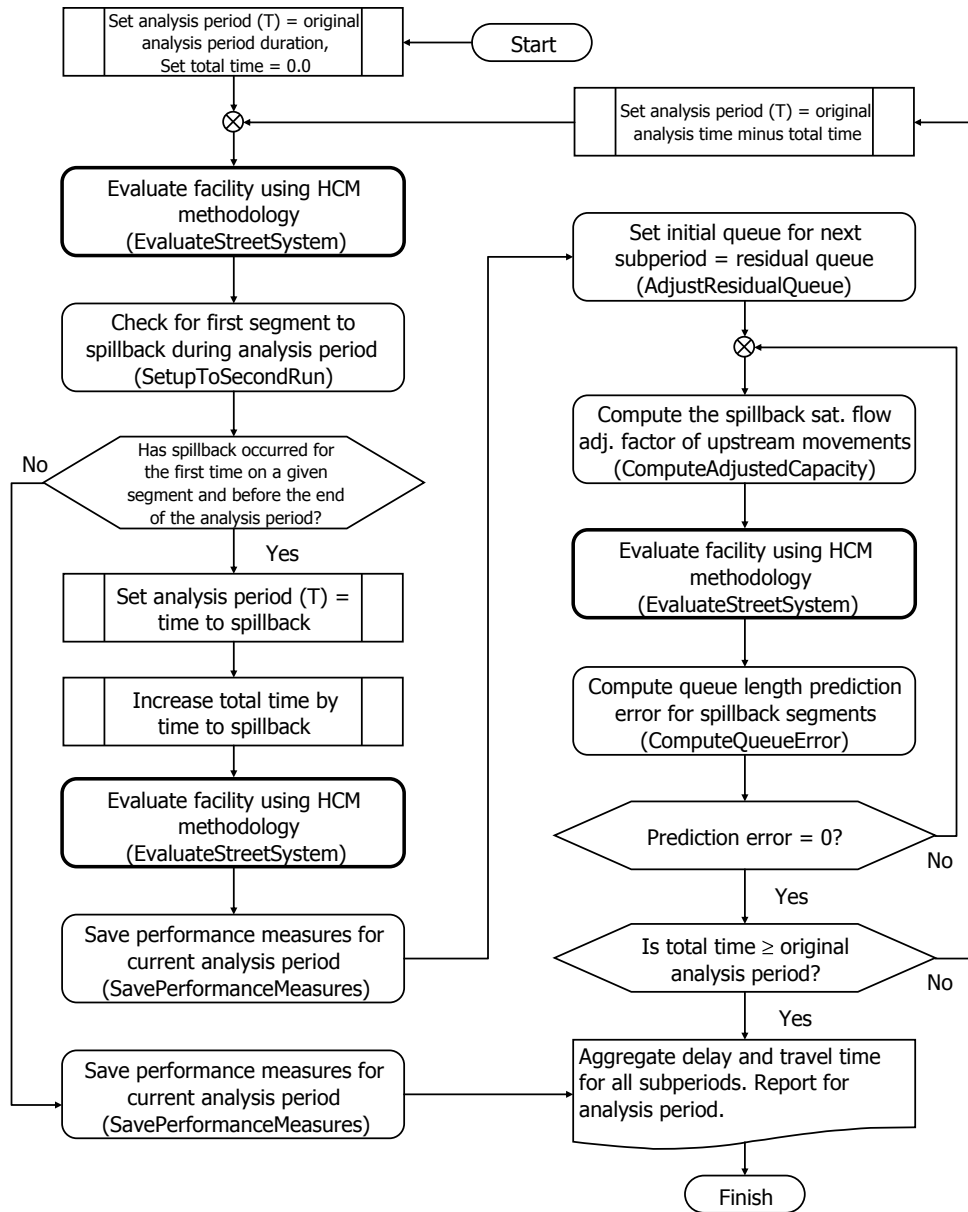 Set analysis period (T) = original
analysis period duration,
Set total time = 0.0
Start
Set analysis period (T) = original
analysis time minus total time
Evaluate facility using HCM
methodology
(EvaluateStreetSystem)
Check for first segment to
spillback during analysis period
(SetupToSecondRun)
No
Has spillback occurred for
the first time on a given
segment and before the end
of the analysis period?
Yes
Set analysis period (T) =
time to spillback
Increase total time by
time to spillback
Evaluate facility using HCM
methodology
(EvaluateStreetSystem)
Save performance measures for
current analysis period
(SavePerformanceMeasures)
Save performance measures for
current analysis period
(SavePerformanceMeasures)
Set initial queue for next
subperiod = residual queue
(AdjustResidualQueue)
Compute the spillback sat. flow
adj. factor of upstream movements
(ComputeAdjustedCapacity)
Evaluate facility using HCM
methodology
(EvaluateStreetSystem)
Compute queue length prediction
error for spillback segments
(ComputeQueueError)
Prediction error = 0?
No
Yes
Is total time ≥ original
analysis period?
No
Yes
Aggregate delay and travel time
for all subperiods. Report for
analysis period.
Finish